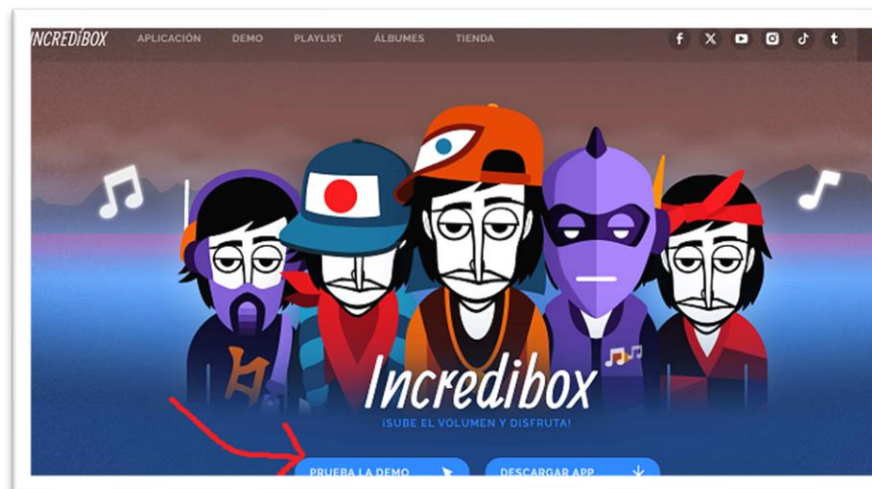 INCREDIBOX APLICACIÓN DEMO PLAYLIST ÁLBUMES TIENDA
Incredibox
¡SUBE EL VOLUMEN Y DISFRUTA!
PRUEBA LA DEMO DESCARGAR APP